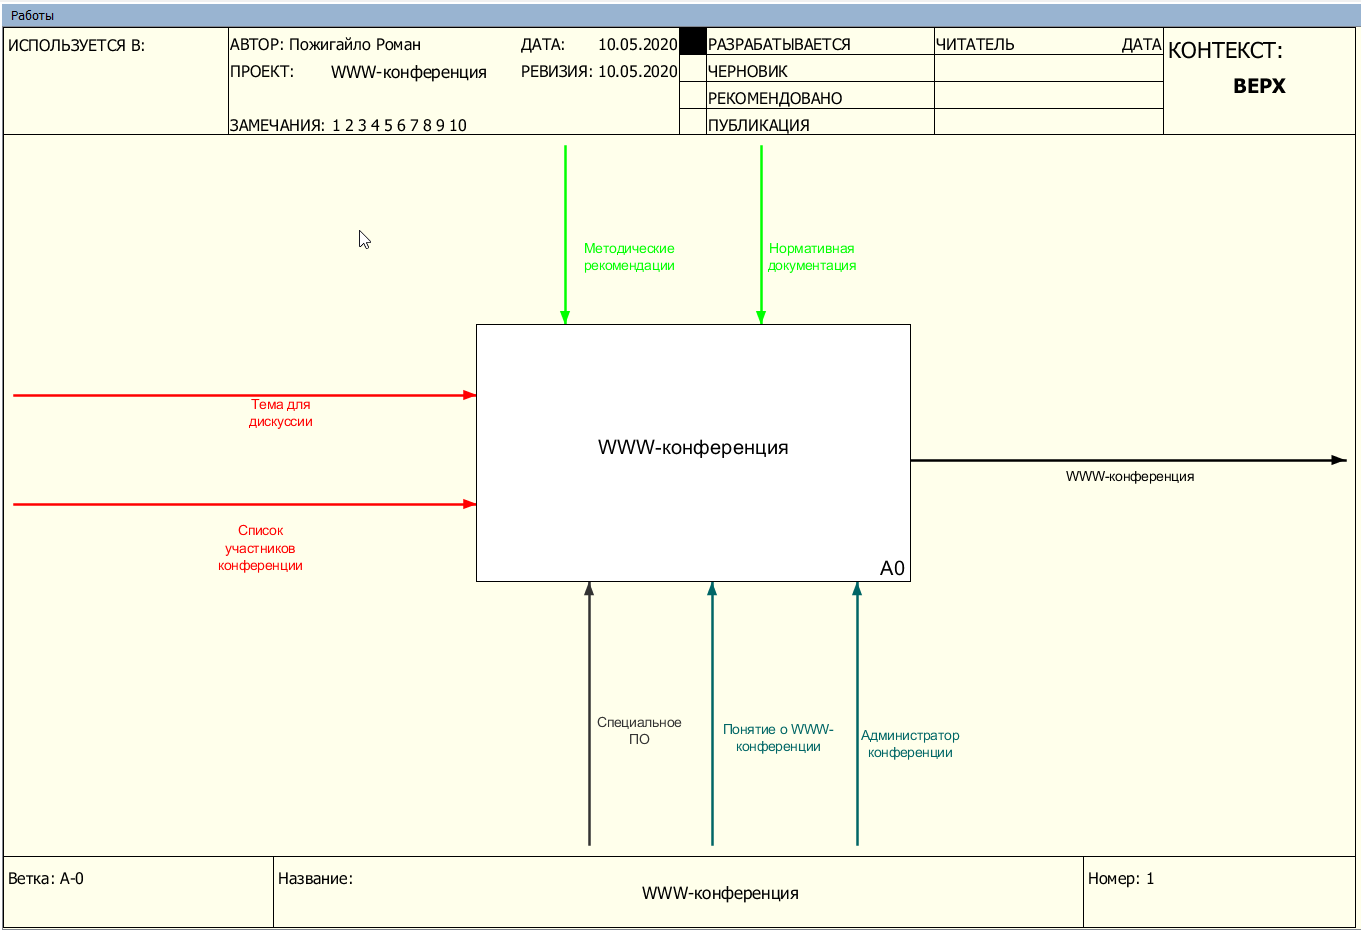 Работы
ИСПОЛЬЗУЕТСЯ В:
АВТОР: Пожигайло Роман
ДАТА: 10.05.2020
ПРОЕКТ: WWW-конференция
РЕВИЗИЯ: 10.05.2020
ЗАМЕЧАНИЯ: 1 2 3 4 5 6 7 8 9 10
РАЗРАБАТЫВАЕТСЯ
ЧЕРНОВИК
РЕКОМЕНДОВАНО
ПУБЛИКАЦИЯ
ЧИТАТЕЛЬ ДАТА
КОНТЕКСТ:
ВЕРХ
Методические
рекомендации
Нормативная
документация
Тема для
дискуссии
Список
участников
конференции
WWW-конференция
A0
WWW-конференция
Специальное
ПО
Понятие о WWW-
конференции
Администратор
конференции
Ветка: A-0
Название:
WWW-конференция
Номер: 1